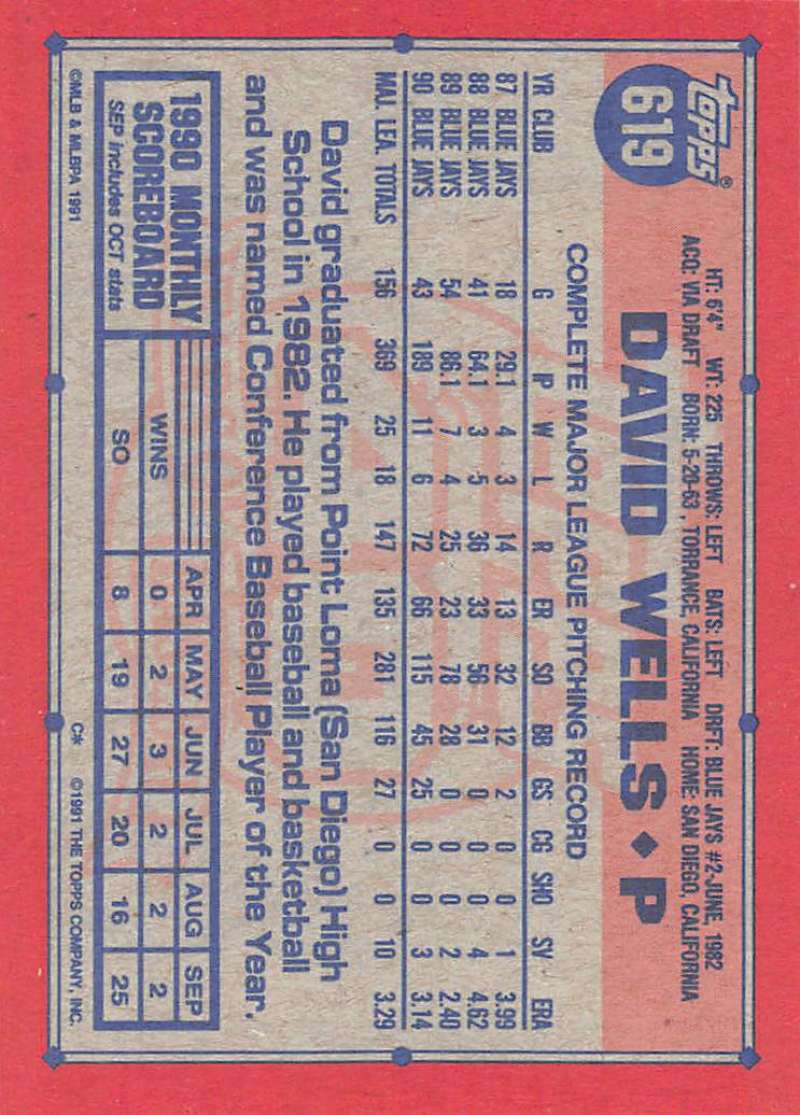 TOPPS®
619
HT: 6'4" WT: 225 THROWS: LEFT BATS: LEFT DRFT: BLUE JAYS #2-JUNE, 1982
ACQ: VIA DRAFT BORN: 5-20-63, TORRANCE, CALIFORNIA HOME: SAN DIEGO, CALIFORNIA
DAVID WELLS ◆ P
COMPLETE MAJOR LEAGUE PITCHING RECORD
YR CLUB G IP W L R ER SO BB GS CG SHO SV ERA
87 BLUE JAYS 18 29.1 4 3 14 13 32 12 2 0 0 1 3.99
88 BLUE JAYS 41 64.1 3 5 36 33 56 31 0 0 0 4 4.62
89 BLUE JAYS 54 86.1 7 4 25 23 78 28 0 0 0 2 2.40
90 BLUE JAYS 43 189 11 6 72 66 115 45 25 0 0 3 3.14
MAJ. LEA. TOTALS 156 369 25 18 147 135 281 116 27 0 0 10 3.29
David graduated from Point Loma (San Diego) High
School in 1982. He played baseball and basketball
and was named Conference Baseball Player of the Year.
1990 MONTHLY
SCOREBOARD
SEP includes OCT stats
APR MAY JUN JUL AUG SEP
WINS 0 2 3 2 2 2
SO 8 19 27 20 16 25
©MLB & MLBPA 1991
C* ©1991 THE TOPPS COMPANY, INC.